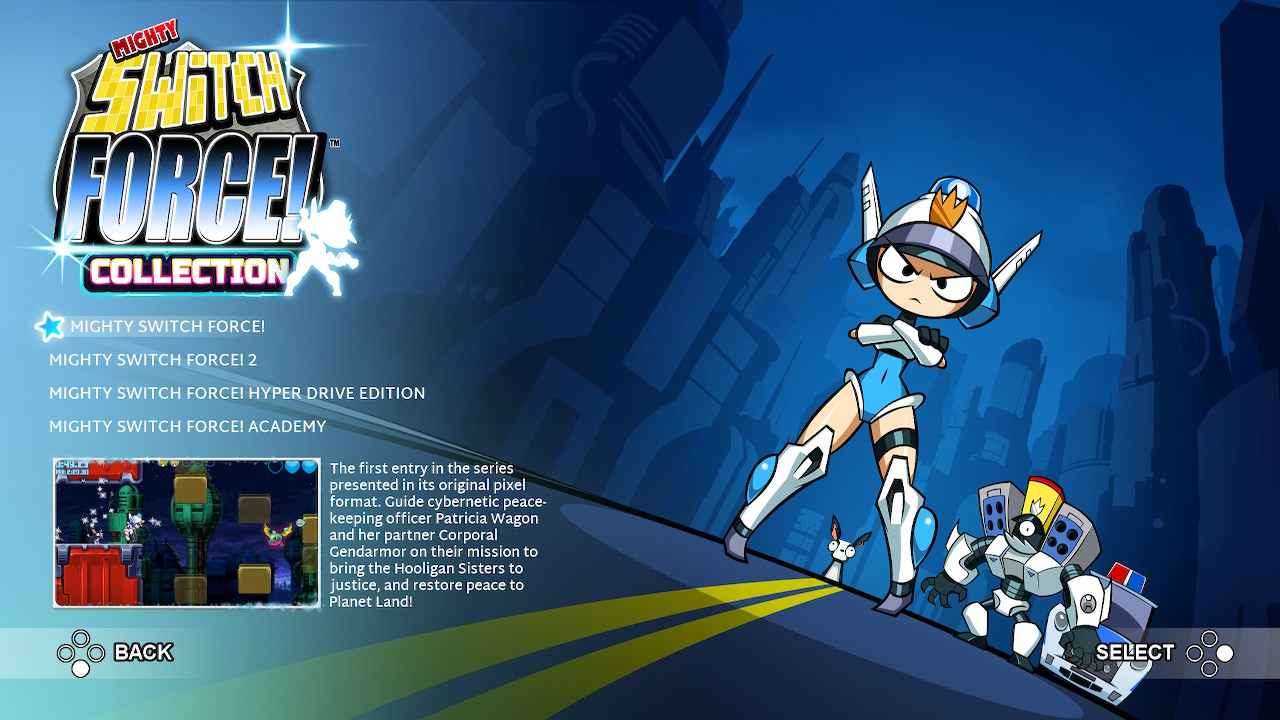 MIGHTY
SWITCH
FORCE!
TM
COLLECTION
MIGHTY SWITCH FORCE!
MIGHTY SWITCH FORCE! 2
MIGHTY SWITCH FORCE! HYPER DRIVE EDITION
MIGHTY SWITCH FORCE! ACADEMY
The first entry in the series
presented in its original pixel
format. Guide cybernetic peace-
keeping officer Patricia Wagon
and her partner Corporal
Gendarmor on their mission to
bring the Hooligan Sisters to
justice, and restore peace to
Planet Land!
BACK
SELECT